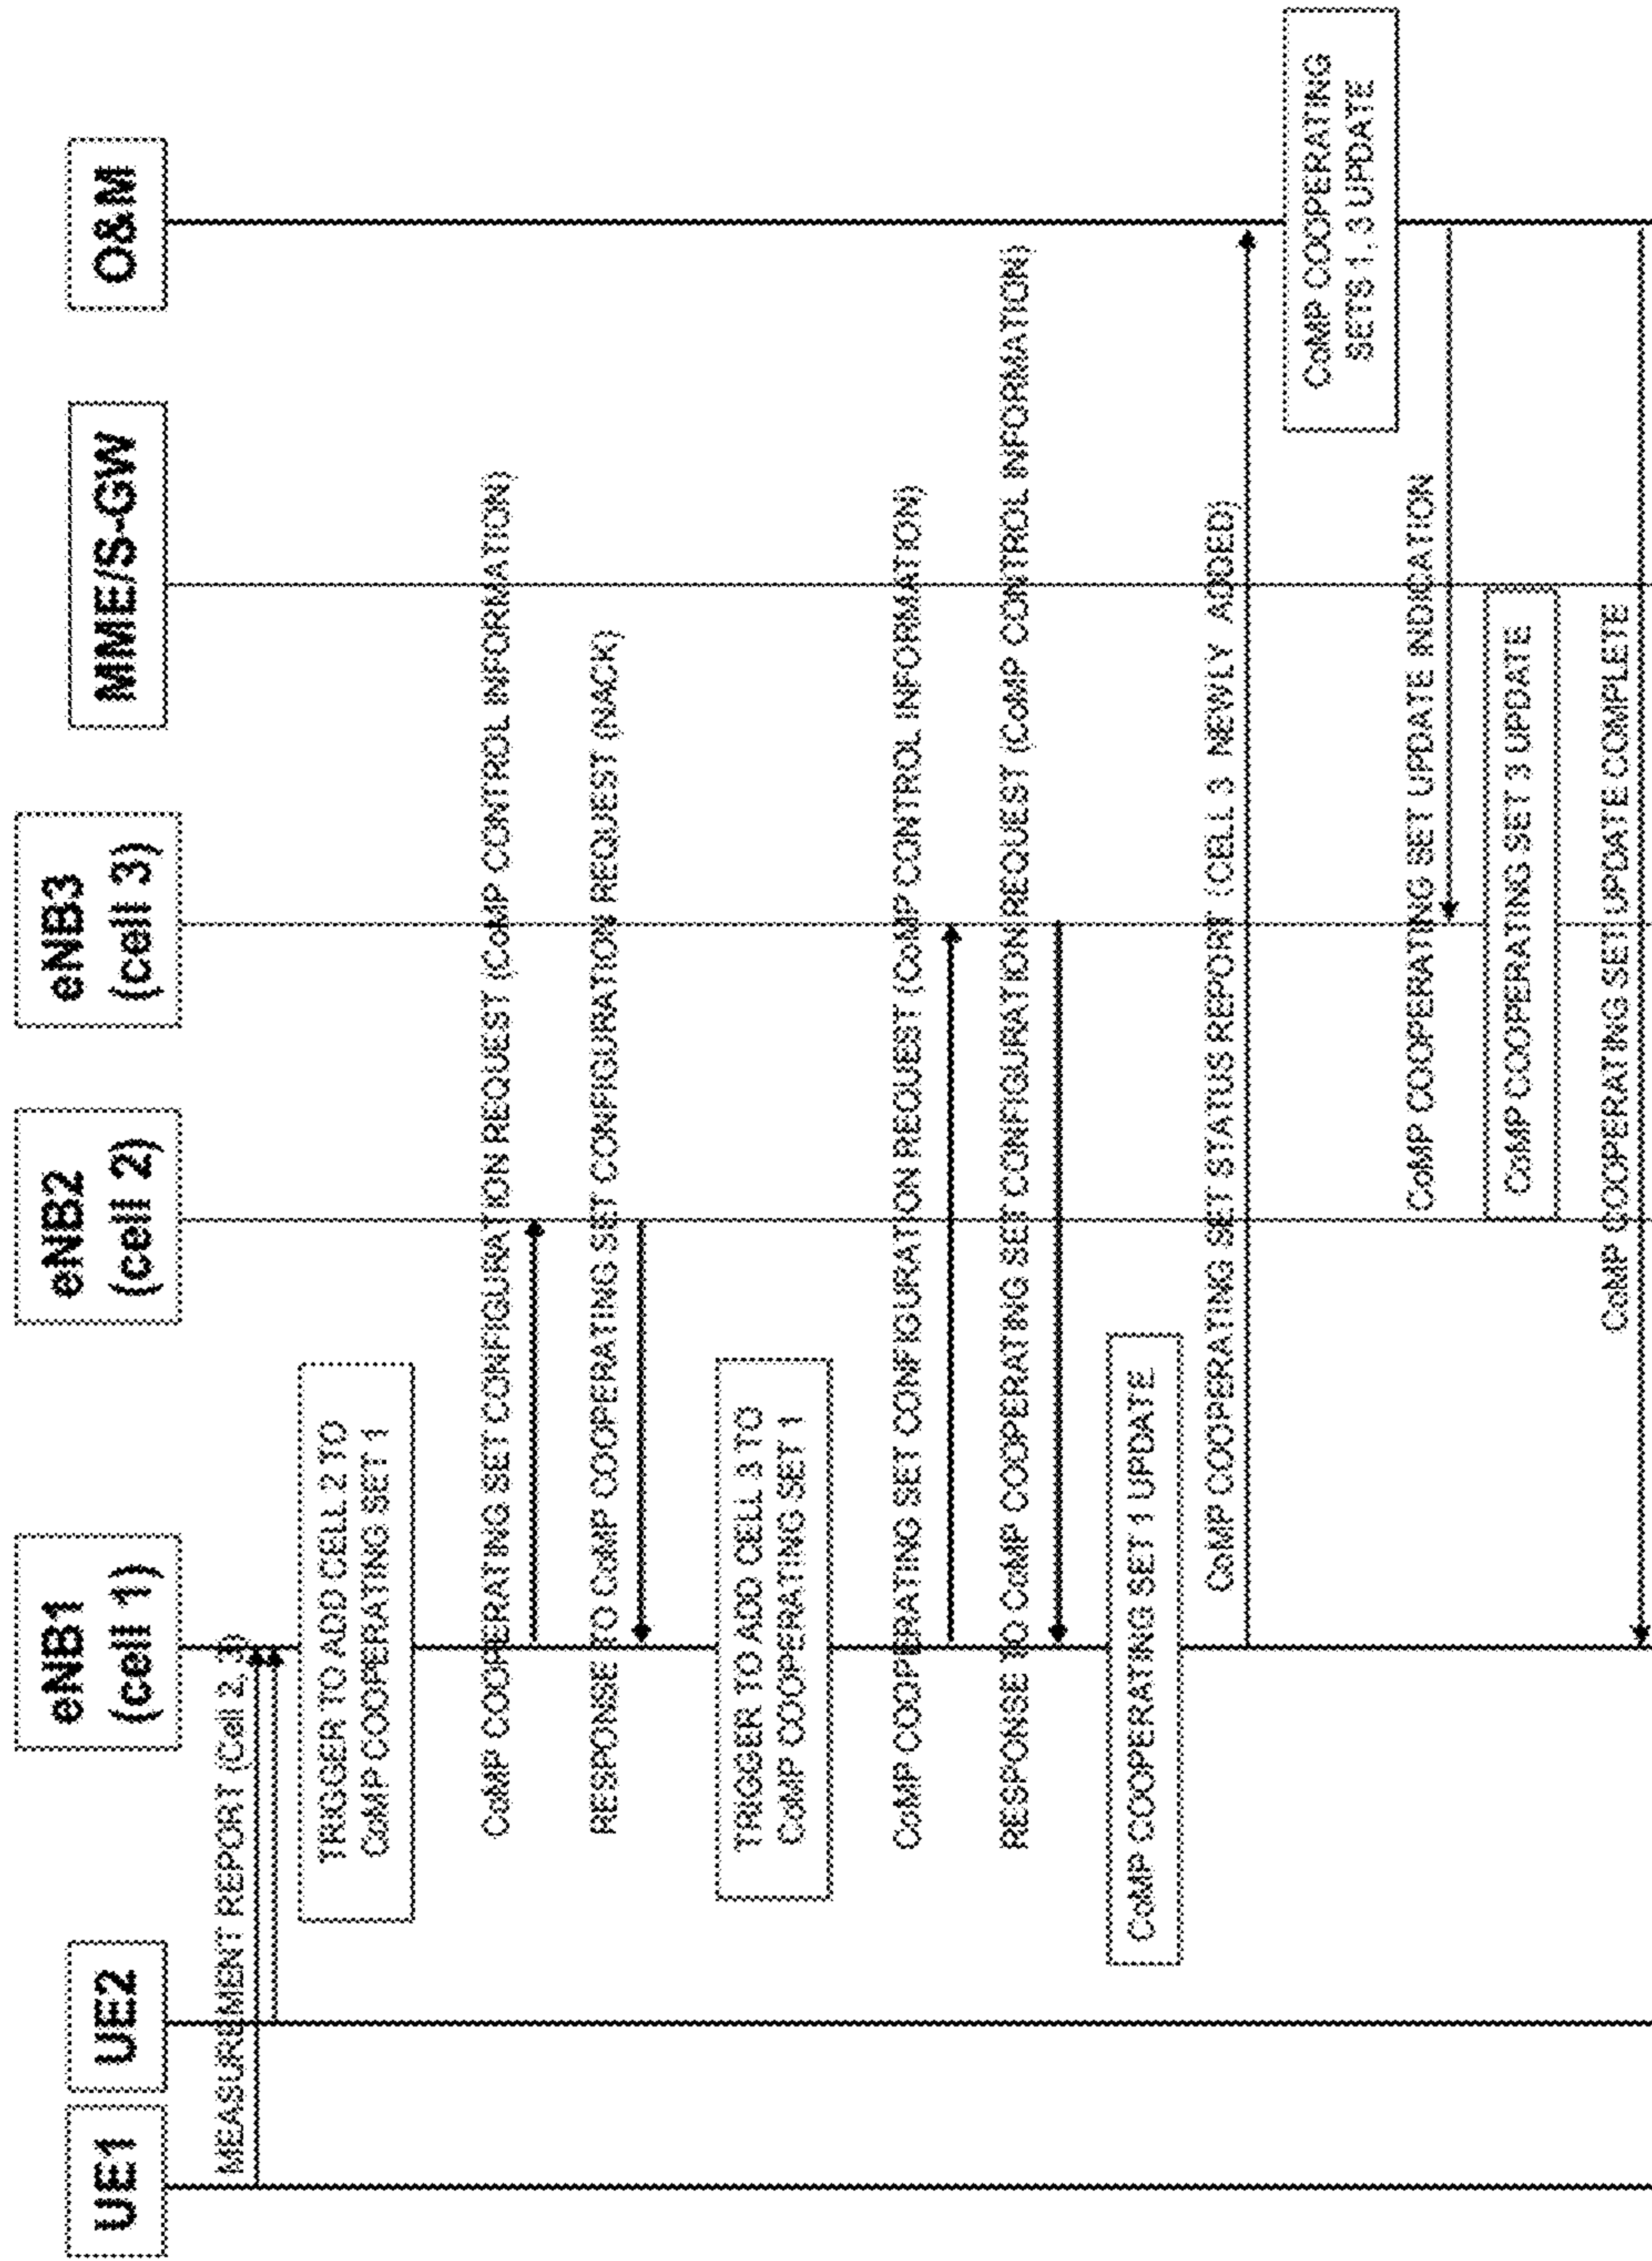 UE1
UE2
eNB1
(cell 1)
eNB2
(cell 2)
eNB3
(cell 3)
MME/S-GW
O&M
MEASUREMENT REPORT (Cell 2, 3)
TRIGGER TO ADD CELL 2 TO
CoMP COOPERATING SET 1
CoMP COOPERATING SET CONFIGURATION REQUEST (CoMP CONTROL INFORMATION)
RESPONSE TO CoMP COOPERATING SET CONFIGURATION REQUEST (NACK)
TRIGGER TO ADD CELL 3 TO
CoMP COOPERATING SET 1
CoMP COOPERATING SET CONFIGURATION REQUEST (CoMP CONTROL INFORMATION)
RESPONSE TO CoMP COOPERATING SET CONFIGURATION REQUEST (CoMP CONTROL INFORMATION)
CoMP COOPERATING SET 1 UPDATE
CoMP COOPERATING SET STATUS REPORT (CELL 3 NEWLY ADDED)
CoMP COOPERATING
SETS 1, 3 UPDATE
CoMP COOPERATING SET UPDATE INDICATION
CoMP COOPERATING SET 3 UPDATE
CoMP COOPERATING SET UPDATE COMPLETE